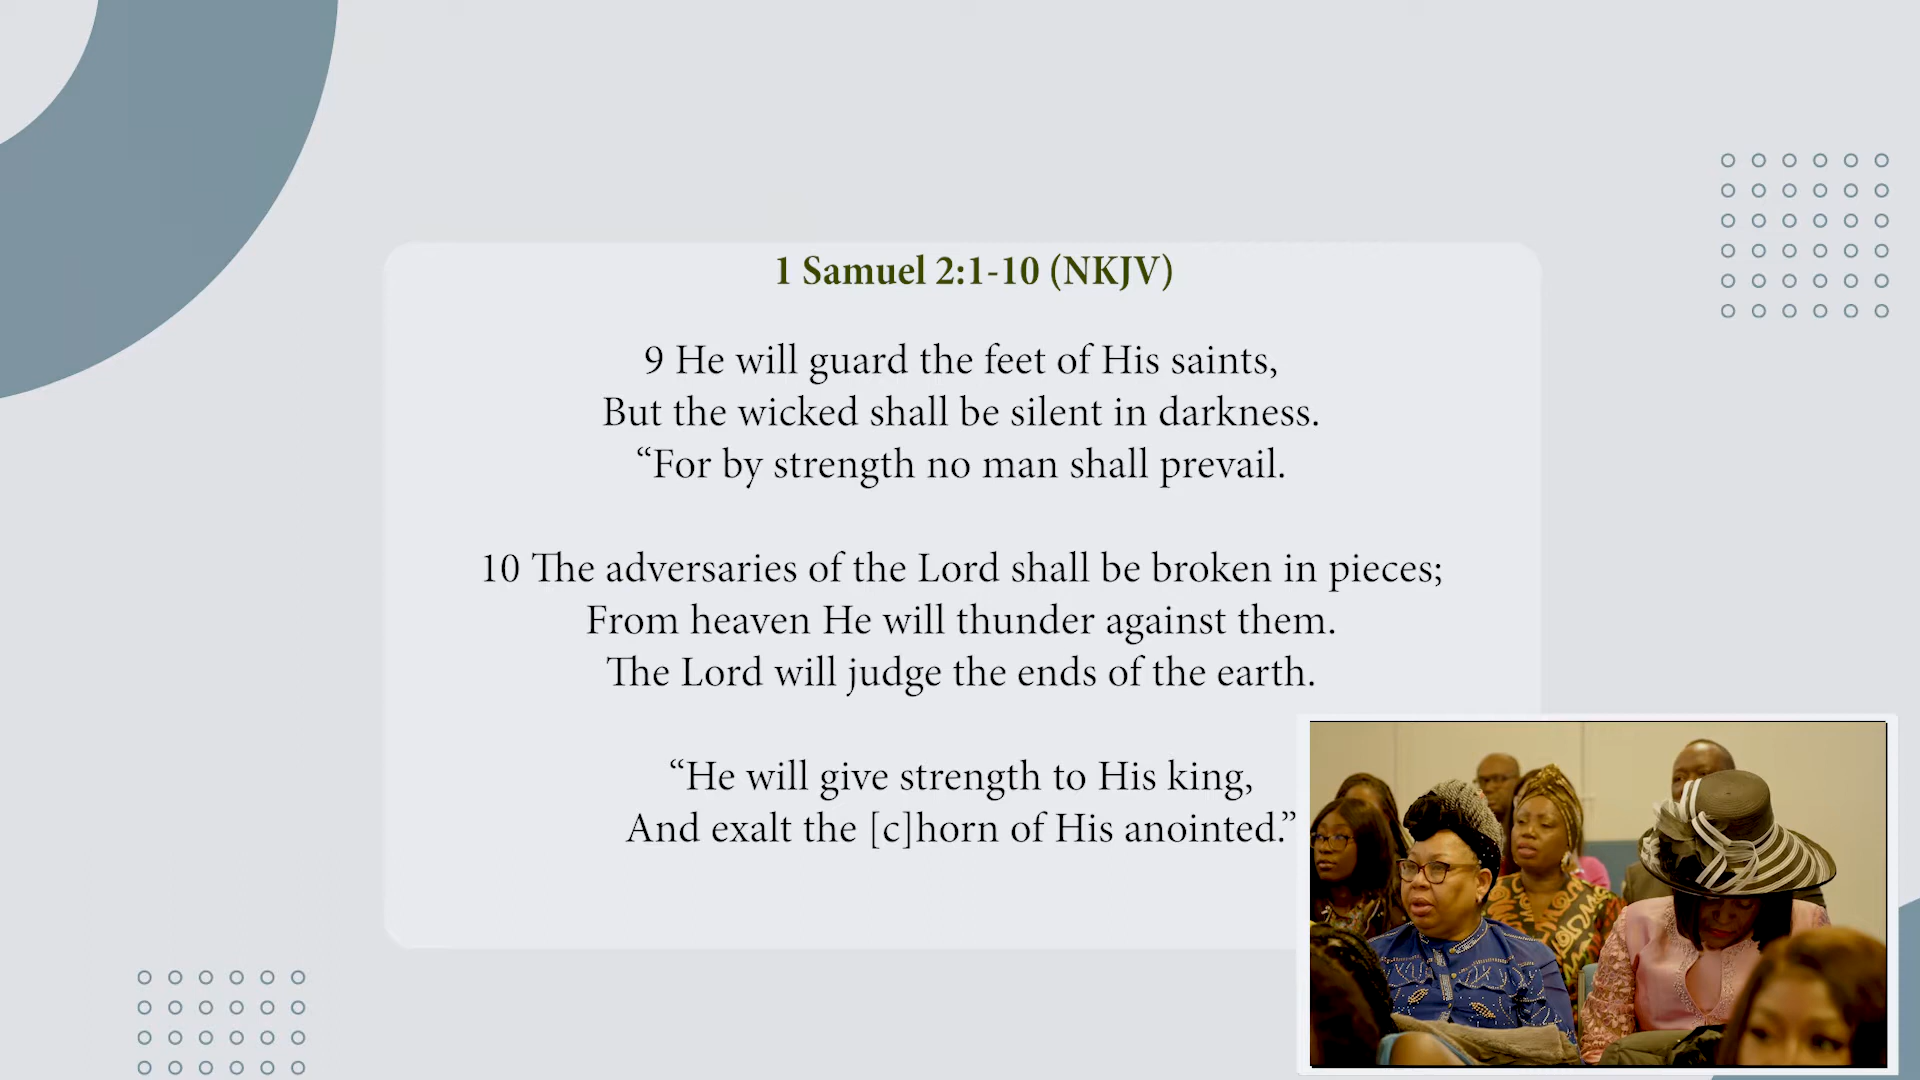 1 Samuel 2:1-10 (NKJV)
9 He will guard the feet of His saints,
But the wicked shall be silent in darkness.
“For by strength no man shall prevail.
10 The adversaries of the Lord shall be broken in pieces;
From heaven He will thunder against them.
The Lord will judge the ends of the earth.
“He will give strength to His king,
And exalt the [c]horn of His anointed.”